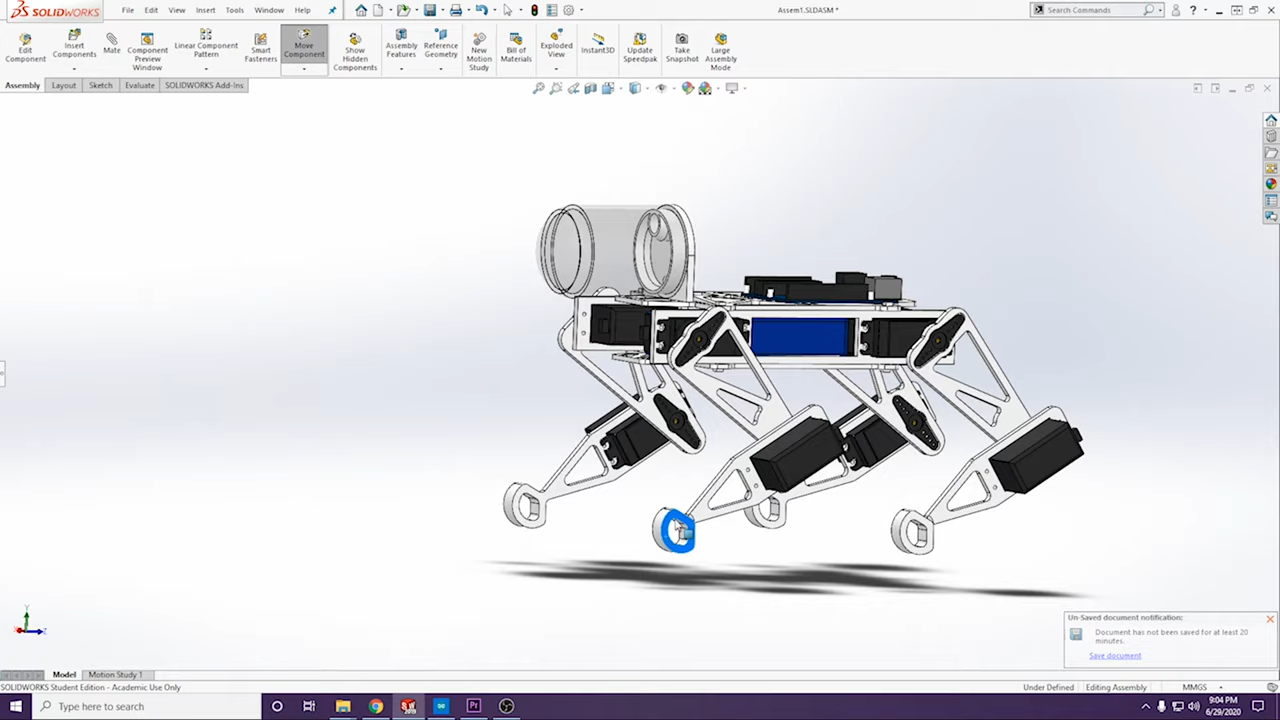 SOLIDWORKS
File Edit View Insert Tools Window Help
Assem1.SLDASM *
Search Commands
Edit Component
Insert Components
Mate
Component Preview Window
Linear Component Pattern
Smart Fasteners
Move Component
Show Hidden Components
Assembly Features
Reference Geometry
New Motion Study
Bill of Materials
Exploded View
Instant3D
Update Speedpak
Take Snapshot
Large Assembly Mode
Assembly Layout Sketch Evaluate SOLIDWORKS Add-Ins
Un-Saved document notification:
Document has not been saved for at least 20
minutes.
Save document
Model Motion Study 1
SOLIDWORKS Student Edition - Academic Use Only
Under Defined Editing Assembly MMGS
Type here to search
Pr
9:04 PM
6/29/2020